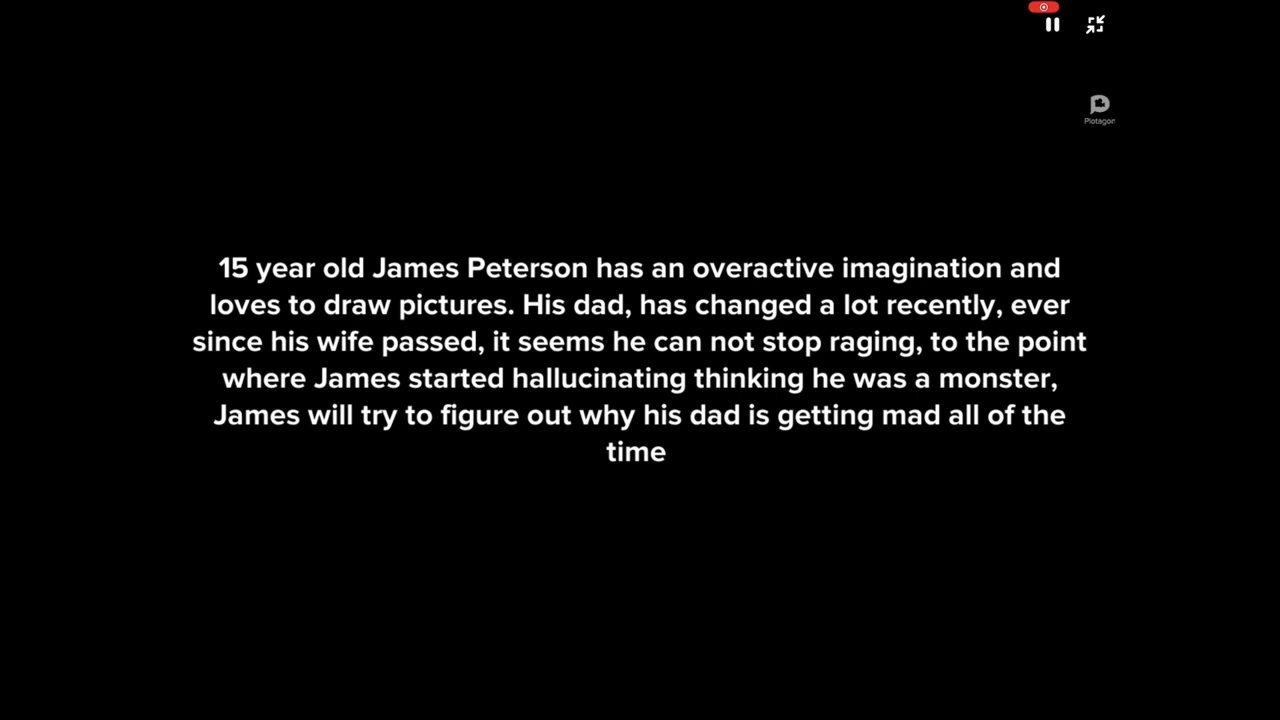 Plotagon
15 year old James Peterson has an overactive imagination and
loves to draw pictures. His dad, has changed a lot recently, ever
since his wife passed, it seems he can not stop raging, to the point
where James started hallucinating thinking he was a monster,
James will try to figure out why his dad is getting mad all of the
time